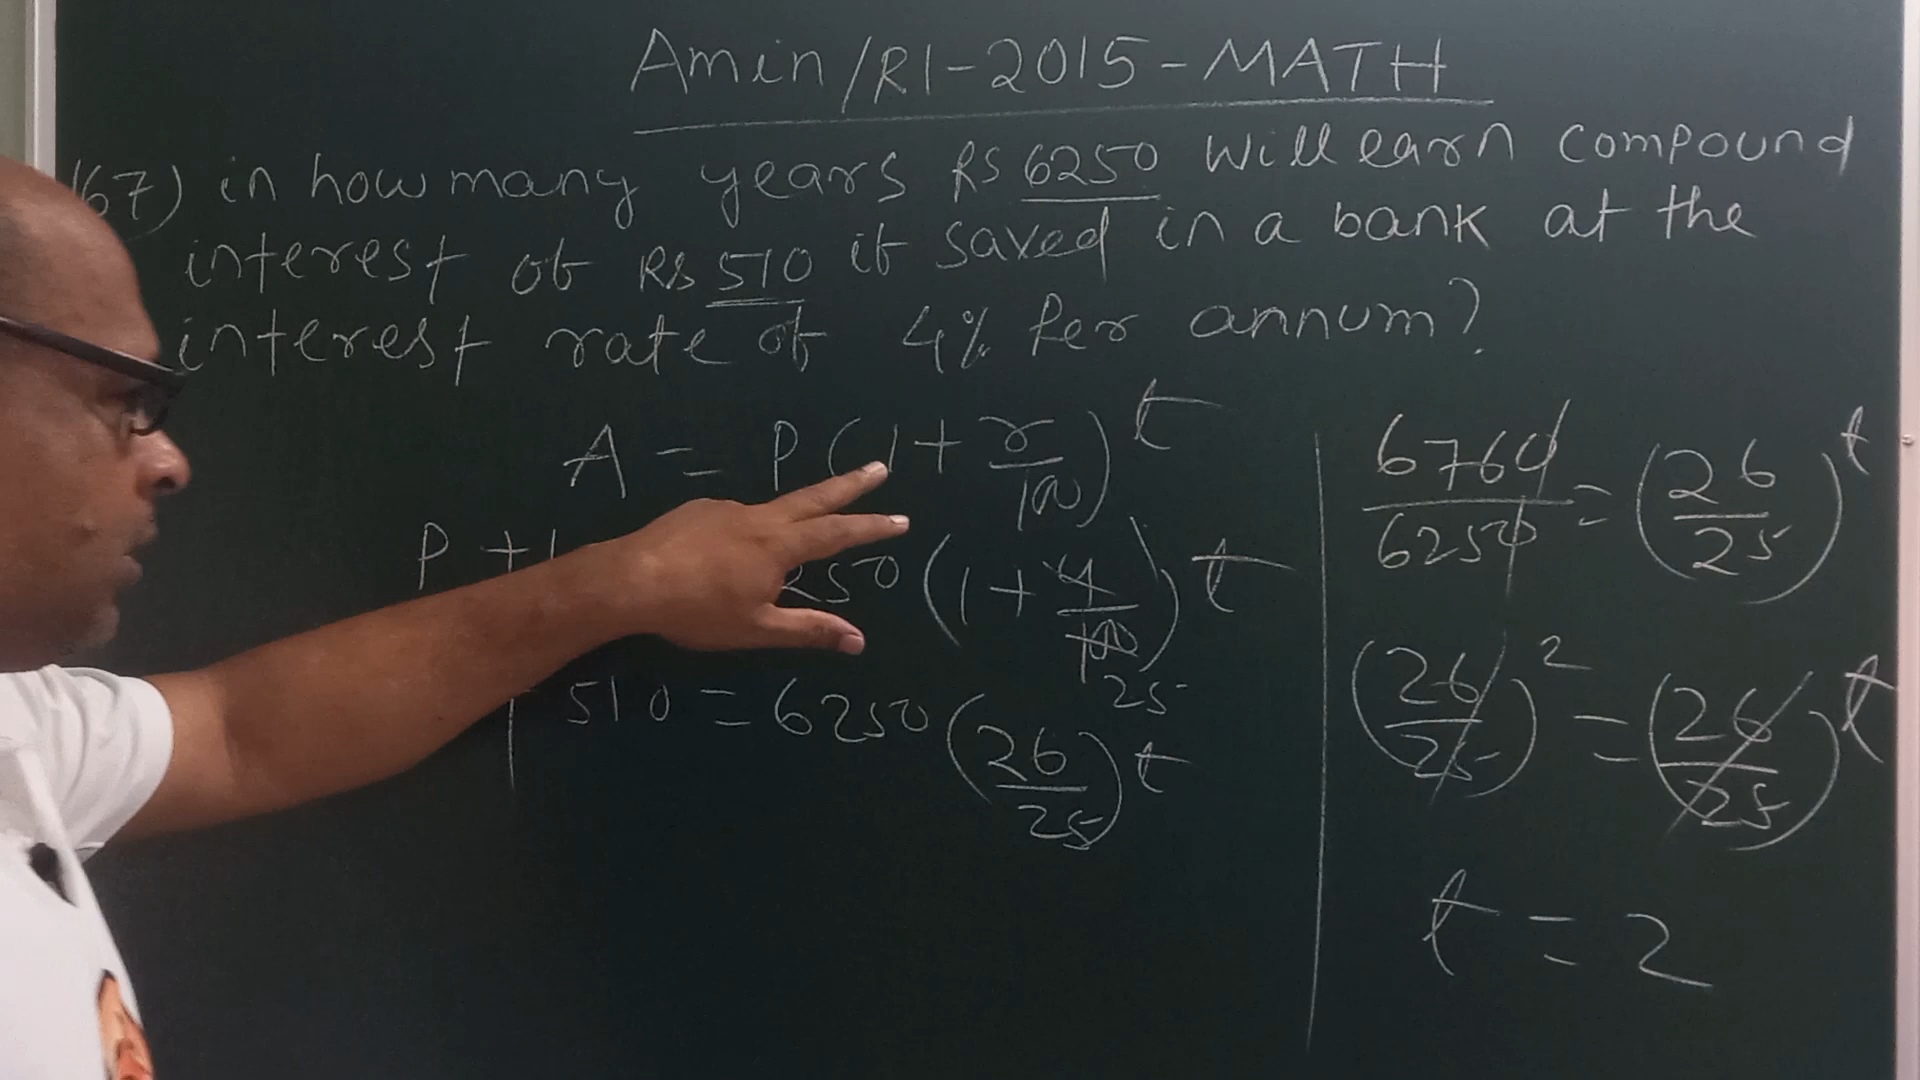 Amin/RI-2015-MATH
67) in how many years Rs 6250 will earn compound
interest of Rs 510 if saved in a bank at the
interest rate of 4% Per annum?
A = P(1+r/100)^t
P +
250(1+4/100)^t
25
510 = 6250(26/25)^t
6760/6250 = (26/25)^t
(26/25)^2 = (26/25)^t
t = 2